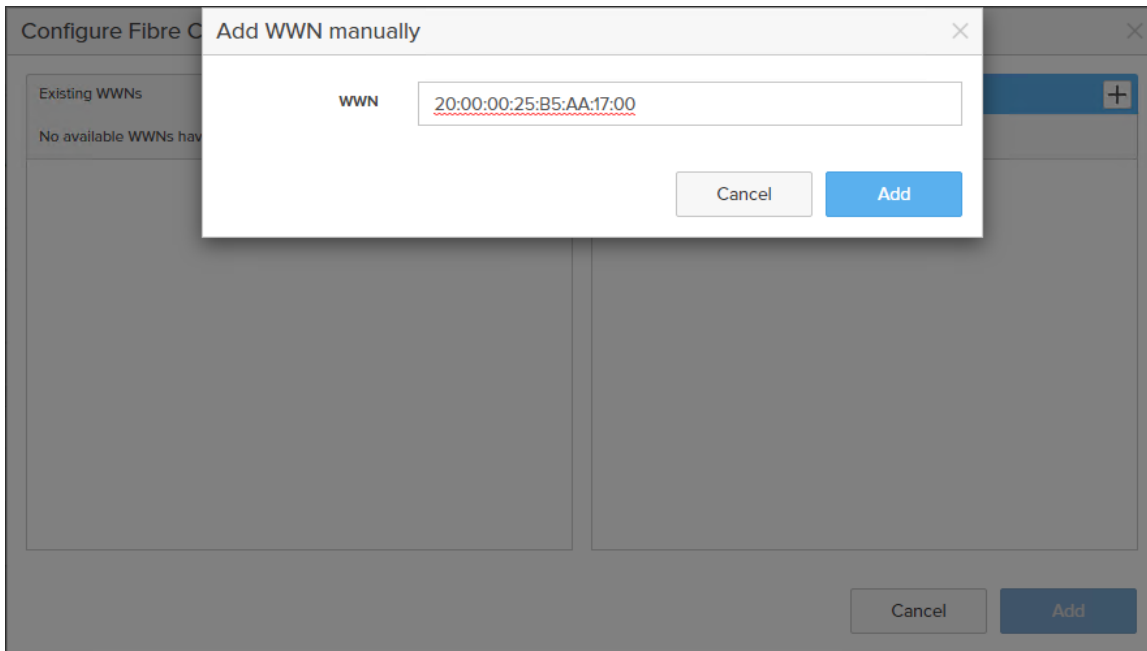 Configure Fibre C
Add WWN manually
Existing WWNs
WWN
20:00:00:25:B5:AA:17:00
No available WWNs hav
Cancel
Add
Cancel
Add